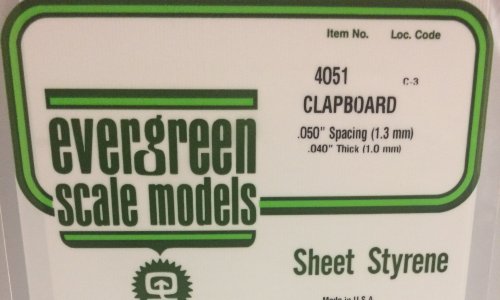 Item No. Loc. Code
4051 C-3
CLAPBOARD
.050" Spacing (1.3 mm)
.040" Thick (1.0 mm)
evergreen
scale models
Sheet Styrene
Made in U.S.A.